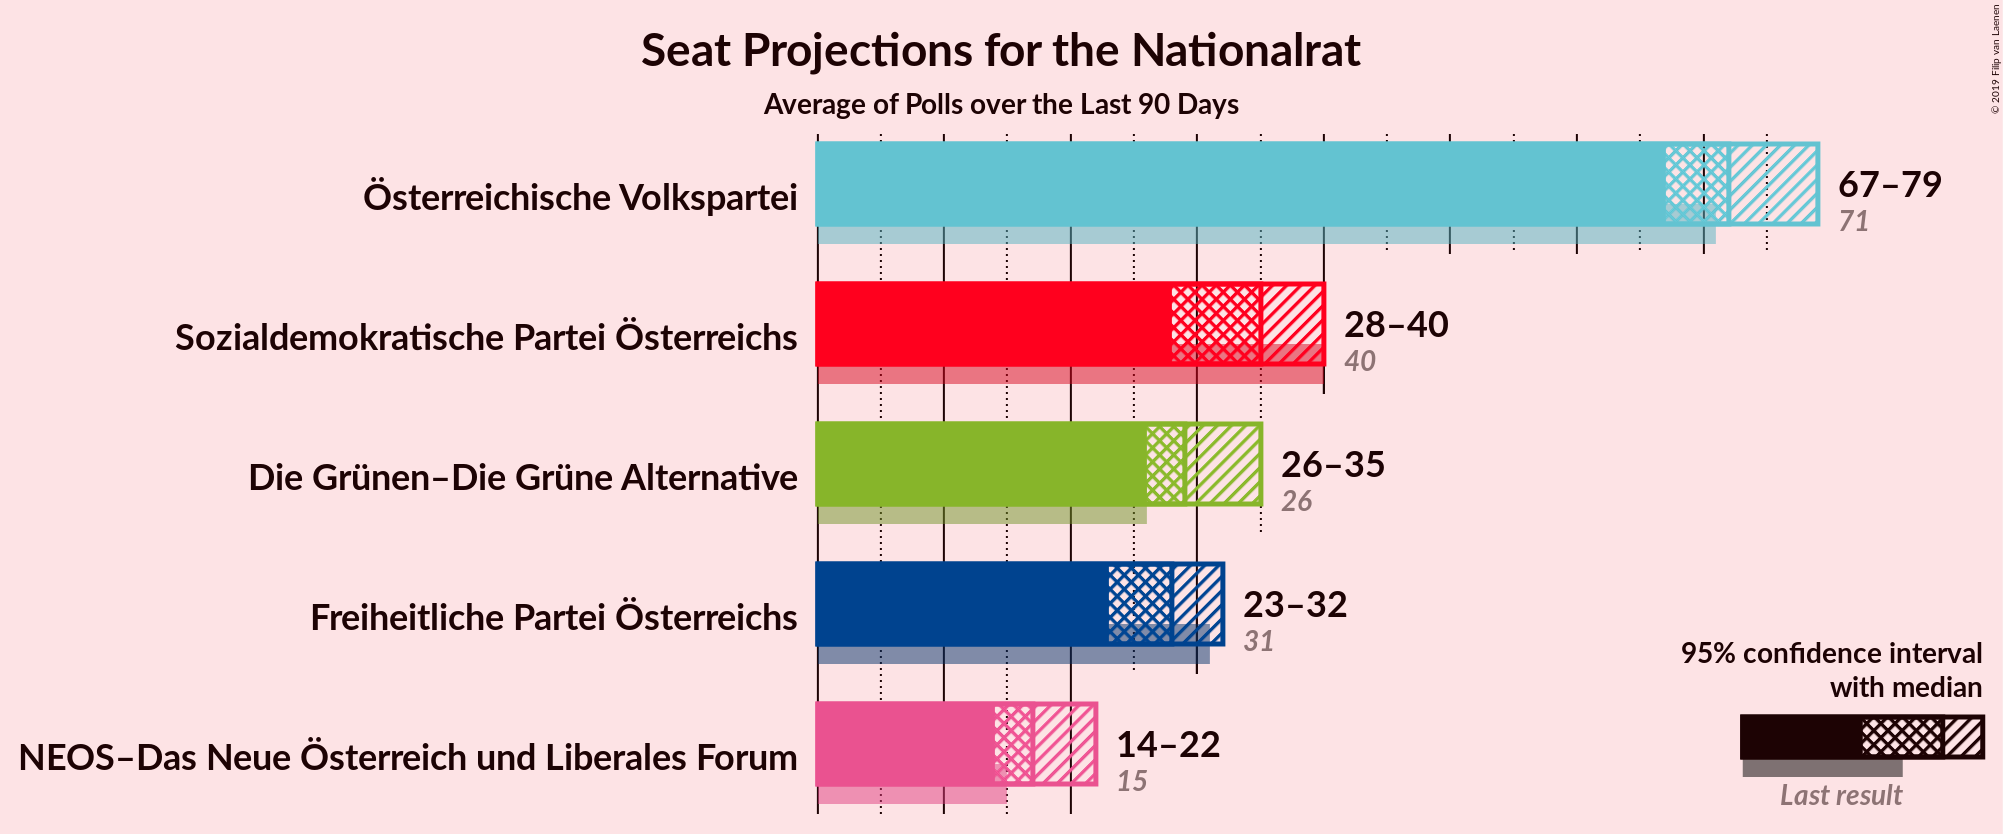 Seat Projections for the Nationalrat
Average of Polls over the Last 90 Days
© 2019 Filip van Laenen
Österreichische Volkspartei
67–79
71
Sozialdemokratische Partei Österreichs
28–40
40
Die Grünen–Die Grüne Alternative
26–35
26
Freiheitliche Partei Österreichs
23–32
31
NEOS–Das Neue Österreich und Liberales Forum
14–22
15
95% confidence interval
with median
Last result